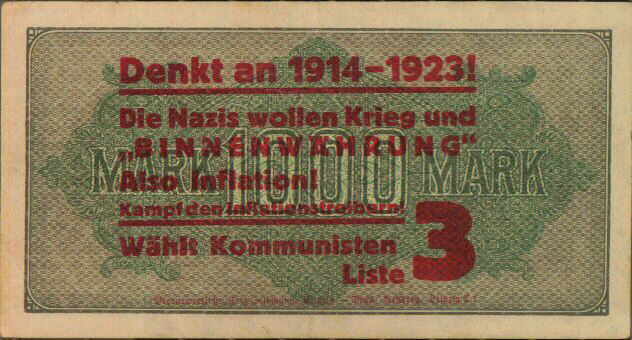 Denkt an 1914-1923!
Die Nazis wollen Krieg und
„BINNENWÄHRUNG“
MARK 1000 MARK
Also Inflation!
Kampf den Inflationstreibern!
Wählt Kommunisten
Liste 3